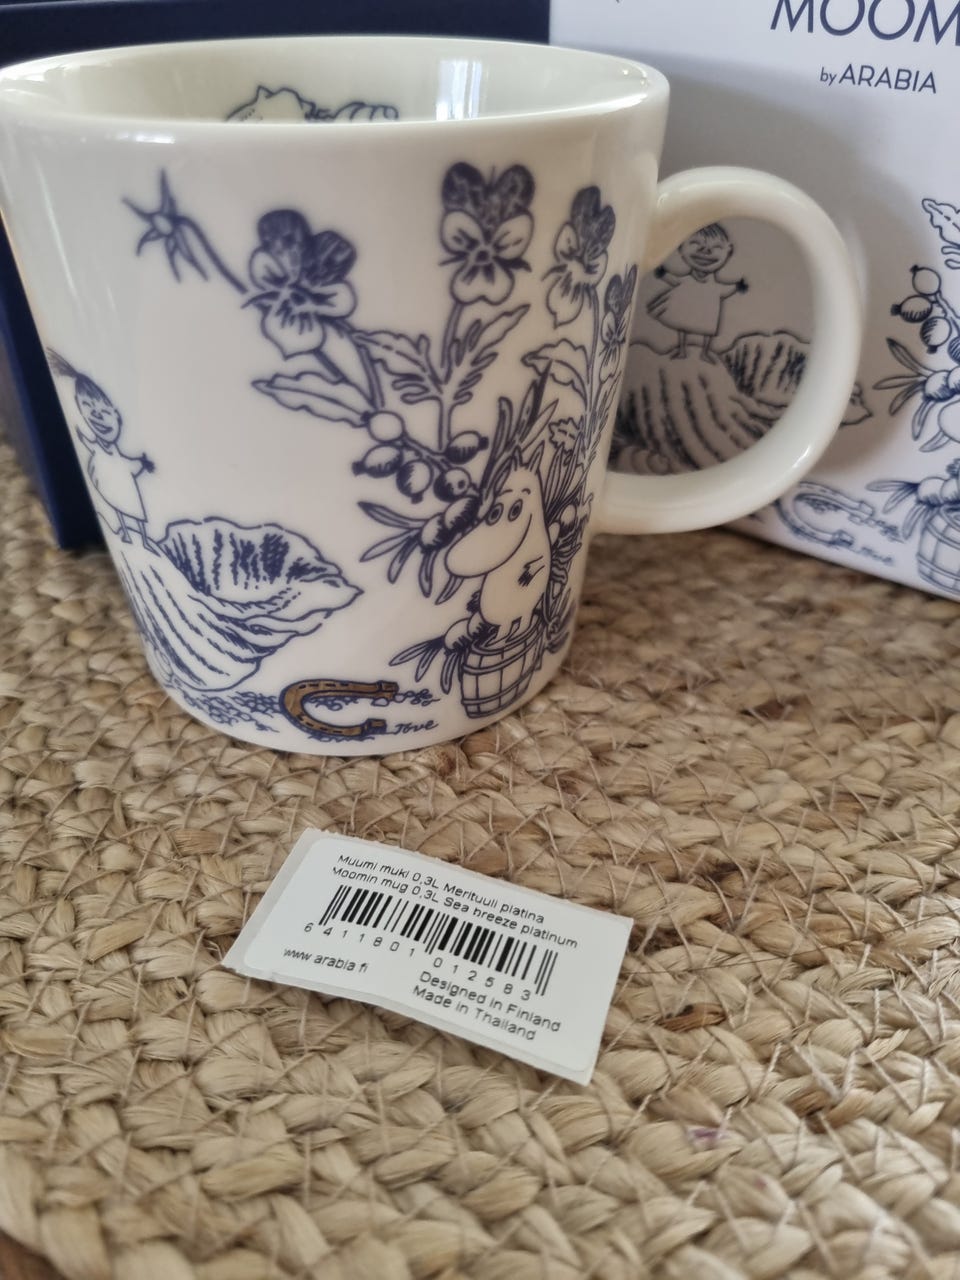 MOOM
by ARABIA
Tove
Muumi muki 0,3L Merituuli platina
Moomin mug 0,3L Sea breeze platinum
6 411801 012583
www.arabia.fi
Designed in Finland
Made in Thailand